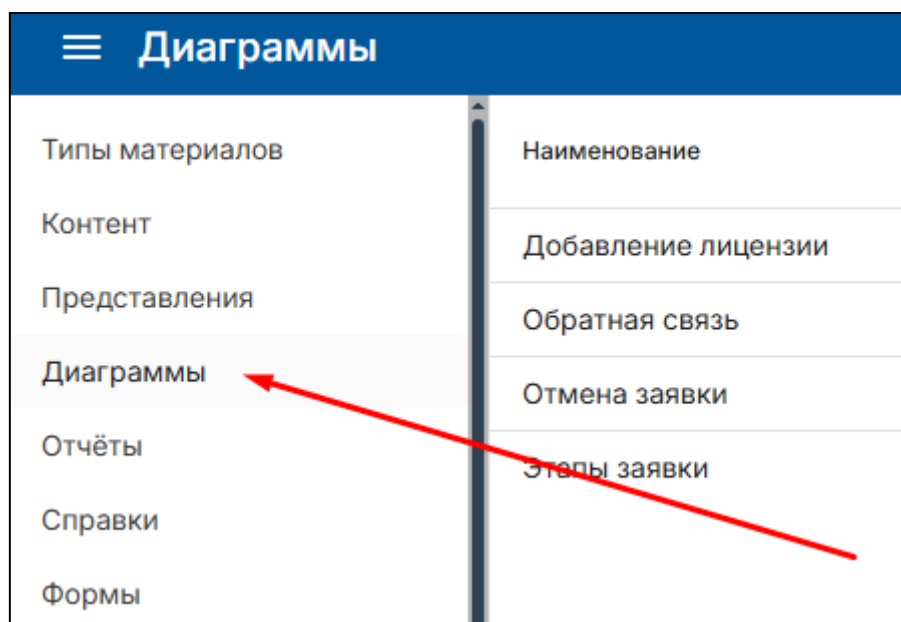 Диаграммы
Типы материалов
Контент
Представления
Диаграммы
Отчёты
Справки
Формы
Наименование
Добавление лицензии
Обратная связь
Отмена заявки
Этапы заявки